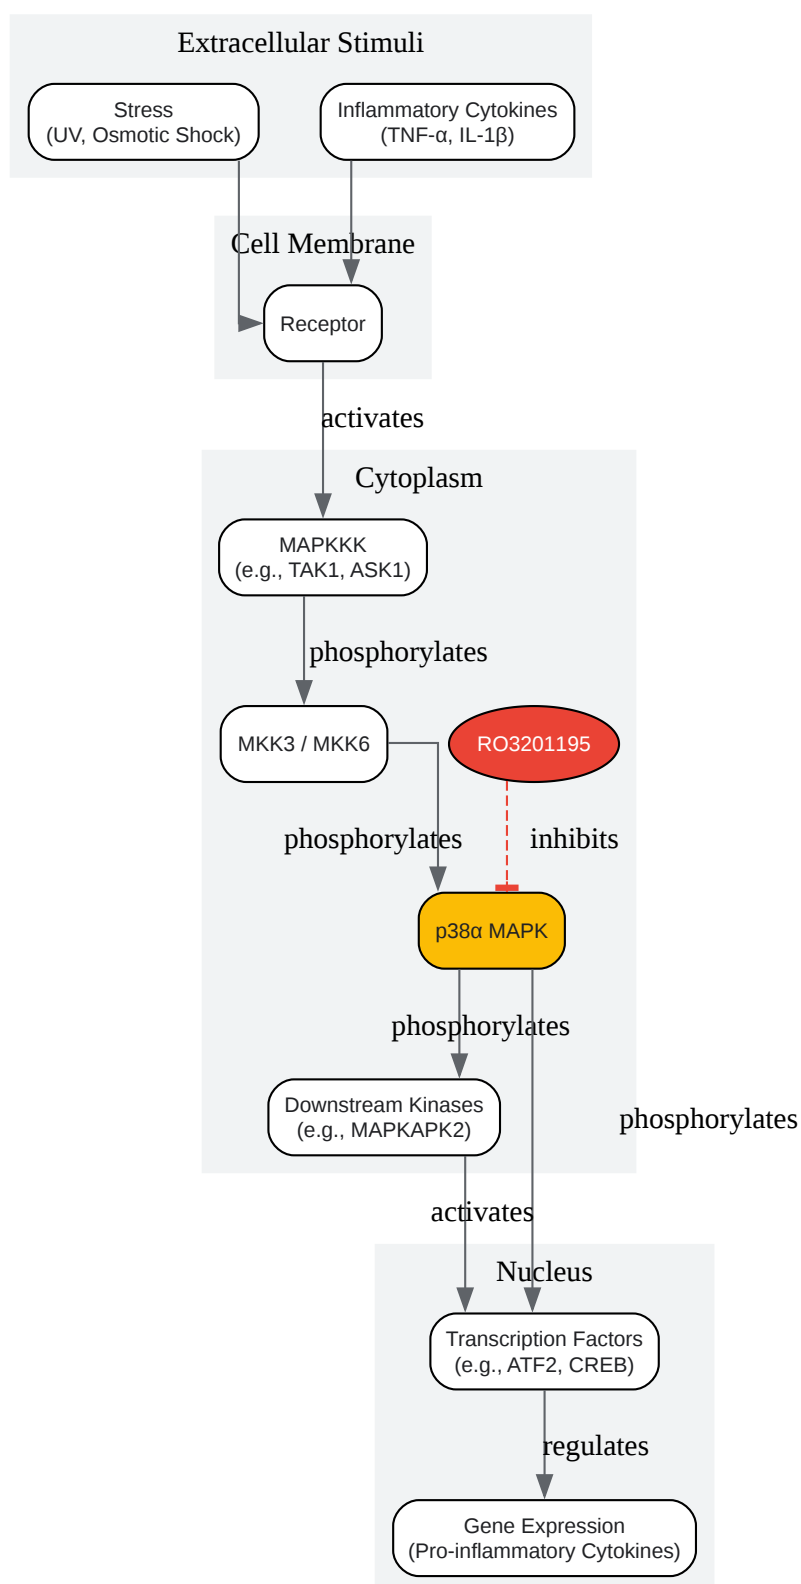 Extracellular Stimuli
Stress
(UV, Osmotic Shock)
Inflammatory Cytokines
(TNF-α, IL-1β)
Cell Membrane
Receptor
activates
Cytoplasm
MAPKKK
(e.g., TAK1, ASK1)
phosphorylates
MKK3 / MKK6
RO3201195
phosphorylates
inhibits
p38α MAPK
phosphorylates
Downstream Kinases
(e.g., MAPKAPK2)
phosphorylates
activates
Nucleus
Transcription Factors
(e.g., ATF2, CREB)
regulates
Gene Expression
(Pro-inflammatory Cytokines)